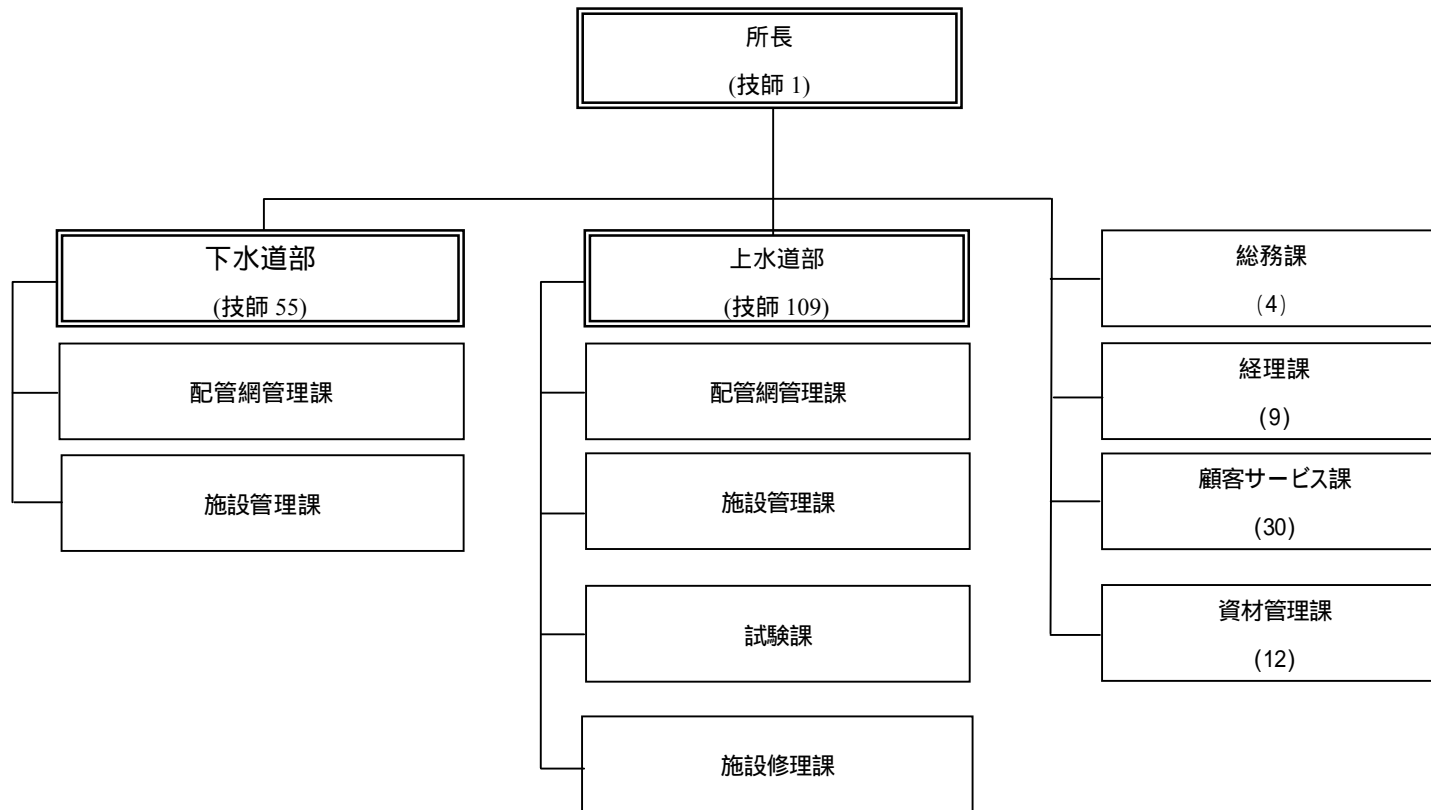 所長
(技師 1)
下水道部
(技師 55)
配管網管理課
施設管理課
上水道部
(技師 109)
配管網管理課
施設管理課
試験課
施設修理課
総務課
(4)
経理課
(9)
顧客サービス課
(30)
資材管理課
(12)